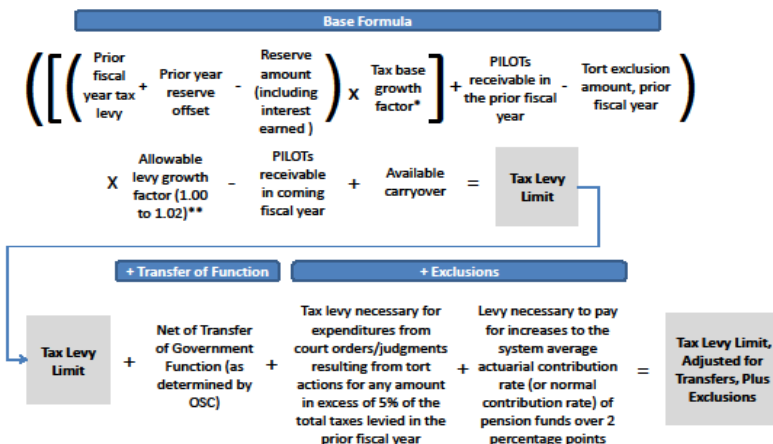 Base Formula
( [ ( Prior fiscal year tax levy + Prior year reserve offset - Reserve amount (including interest earned ) ) X Tax base growth factor* ] + PILOTs receivable in the prior fiscal year - Tort exclusion amount, prior fiscal year )
X Allowable levy growth factor (1.00 to 1.02)** - PILOTs receivable in coming fiscal year + Available carryover = Tax Levy Limit
+ Transfer of Function
+ Exclusions
Tax Levy Limit + Net of Transfer of Government Function (as determined by OSC) + Tax levy necessary for expenditures from court orders/judgments resulting from tort actions for any amount in excess of 5% of the total taxes levied in the prior fiscal year + Levy necessary to pay for increases to the system average actuarial contribution rate (or normal contribution rate) of pension funds over 2 percentage points = Tax Levy Limit, Adjusted for Transfers, Plus Exclusions